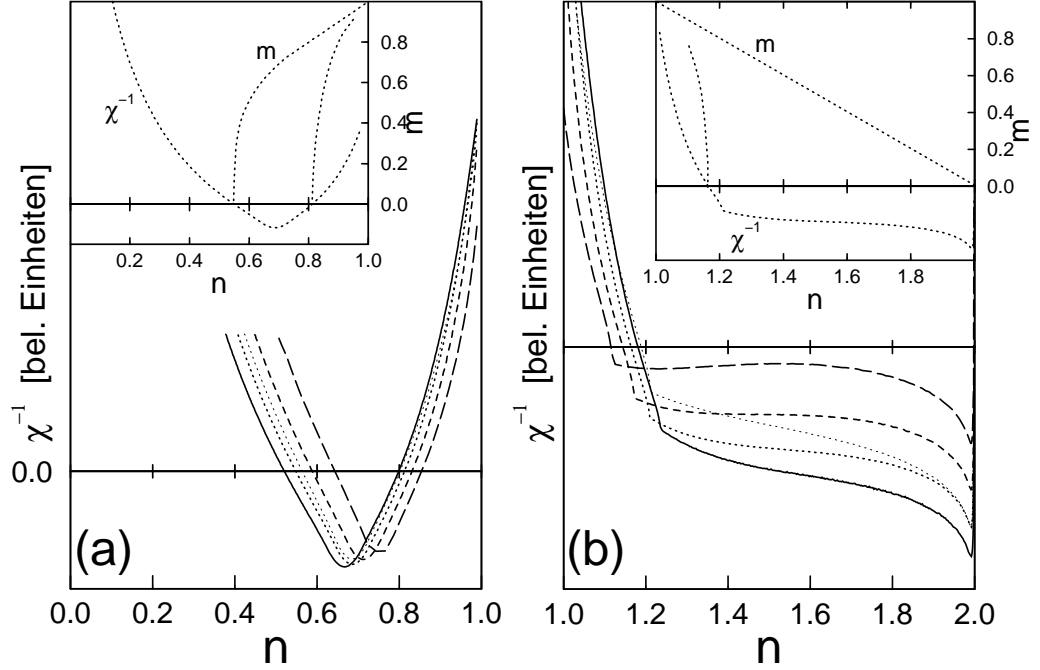 χ⁻¹ [bel. Einheiten]
0.0
(a)
0.0 0.2 0.4 0.6 0.8 1.0
n
χ⁻¹
m
0.8
0.6
0.4
0.2
0.0
m
0.2 0.4 0.6 0.8 1.0
n
χ⁻¹ [bel. Einheiten]
(b)
1.0 1.2 1.4 1.6 1.8 2.0
n
m
χ⁻¹
0.8
0.6
0.4
0.2
0.0
m
1.0 1.2 1.4 1.6 1.8
n